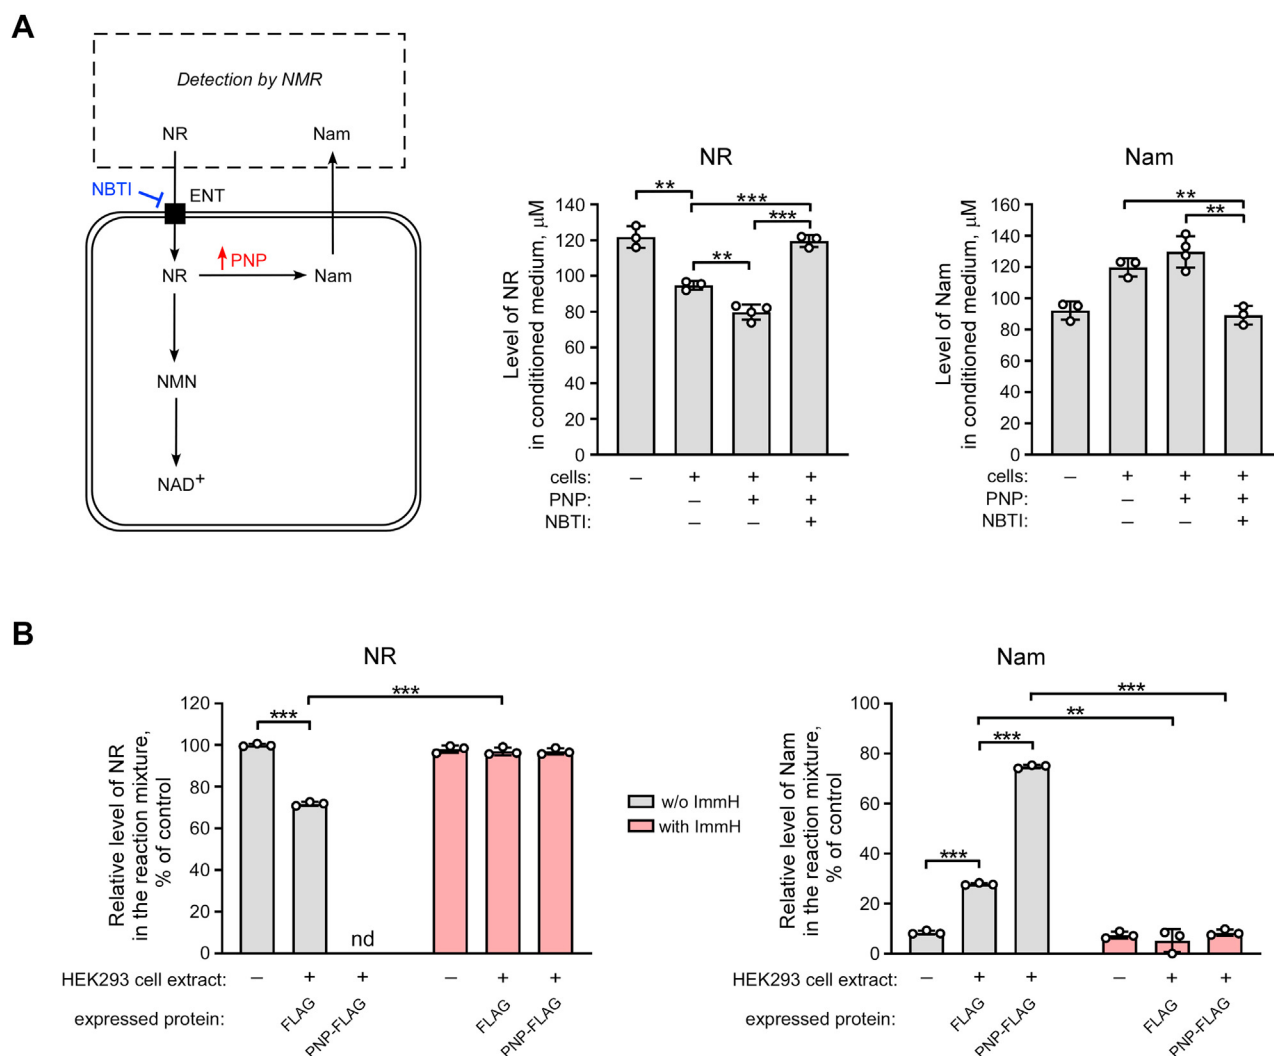 A
Detection by NMR
NR
Nam
NBTI
ENT
NR
PNP
Nam
NMN
NAD+
NR
Level of NR
in conditioned medium, μM
140
120
100
80
60
40
20
0
**
***
***
**
cells: – + + +
PNP: – + +
NBTI: – – +
Nam
Level of Nam
in conditioned medium, μM
160
140
120
100
80
60
40
20
0
**
**
cells: – + + +
PNP: – + +
NBTI: – – +
B
NR
Relative level of NR
in the reaction mixture,
% of control
120
100
80
60
40
20
0
***
***
nd
HEK293 cell extract: – + + – + +
expressed protein: FLAG PNP-FLAG FLAG PNP-FLAG
w/o ImmH
with ImmH
Nam
Relative level of Nam
in the reaction mixture,
% of control
100
80
60
40
20
0
***
**
***
***
HEK293 cell extract: – + + – + +
expressed protein: FLAG PNP-FLAG FLAG PNP-FLAG